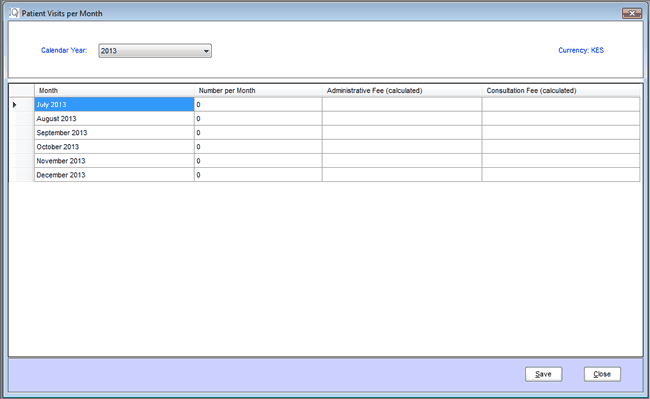 Patient Visits per Month
Calendar Year: 2013 Currency: KES
Month Number per Month Administrative Fee (calculated) Consultation Fee (calculated)
July 2013 0
August 2013 0
September 2013 0
October 2013 0
November 2013 0
December 2013 0
Save Close